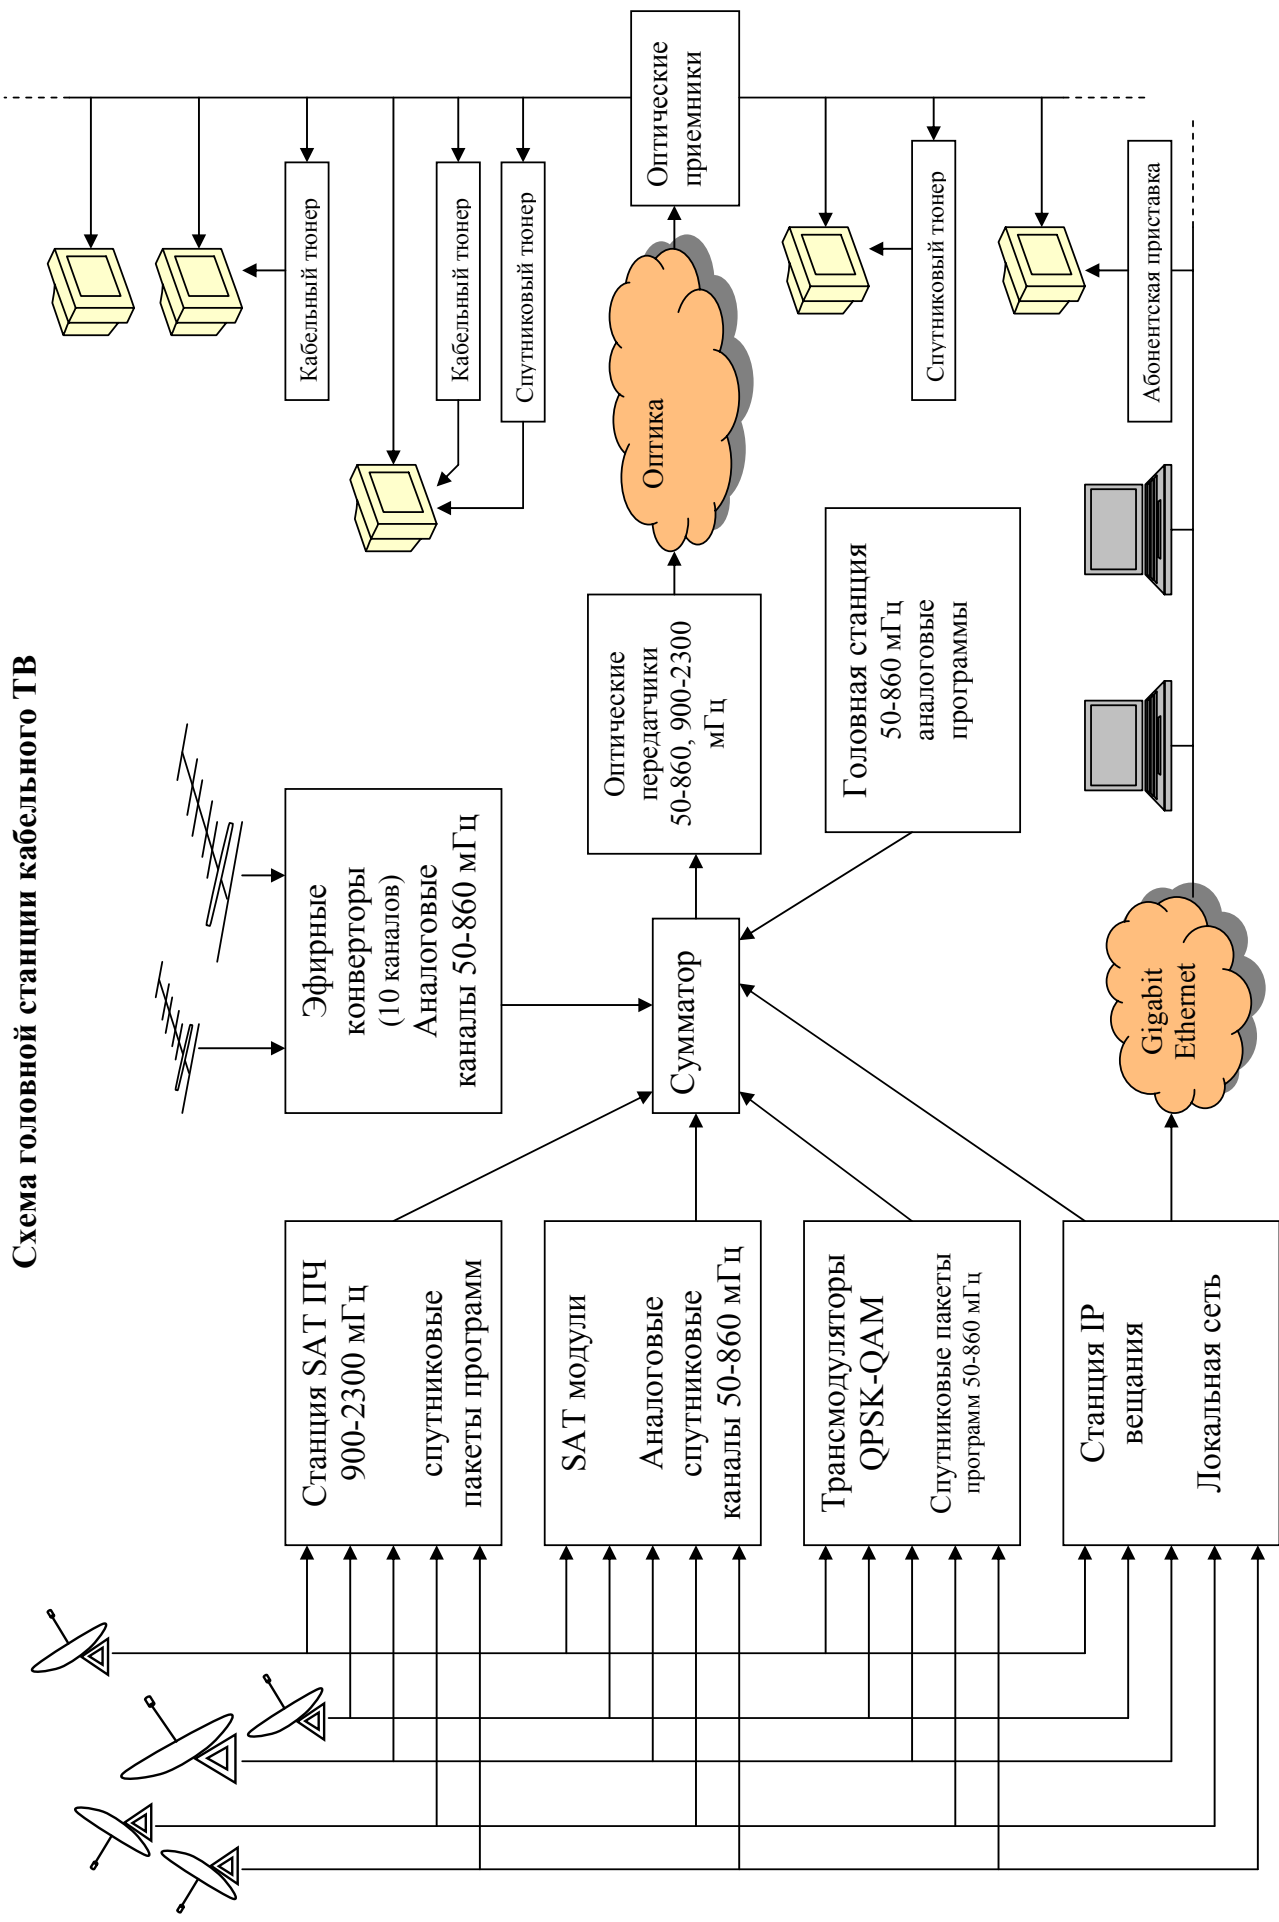 Схема головной станции кабельного ТВ
Станция SAT ПЧ
900-2300 мГц
спутниковые
пакеты программ
SAT модули
Аналоговые
спутниковые
каналы 50-860 мГц
Трансмодуляторы
QPSK-QAM
Спутниковые пакеты
программ 50-860 мГц
Станция IP
вещания
Локальная сеть
Эфирные
конверторы
(10 каналов)
Аналоговые
каналы 50-860 мГц
Сумматор
Gigabit
Ethernet
Оптические
передатчики
50-860, 900-2300
мГц
Головная станция
50-860 мГц
аналоговые
программы
Оптика
Кабельный тюнер
Кабельный тюнер
Спутниковый тюнер
Оптические
приемники
Спутниковый тюнер
Абонентская приставка